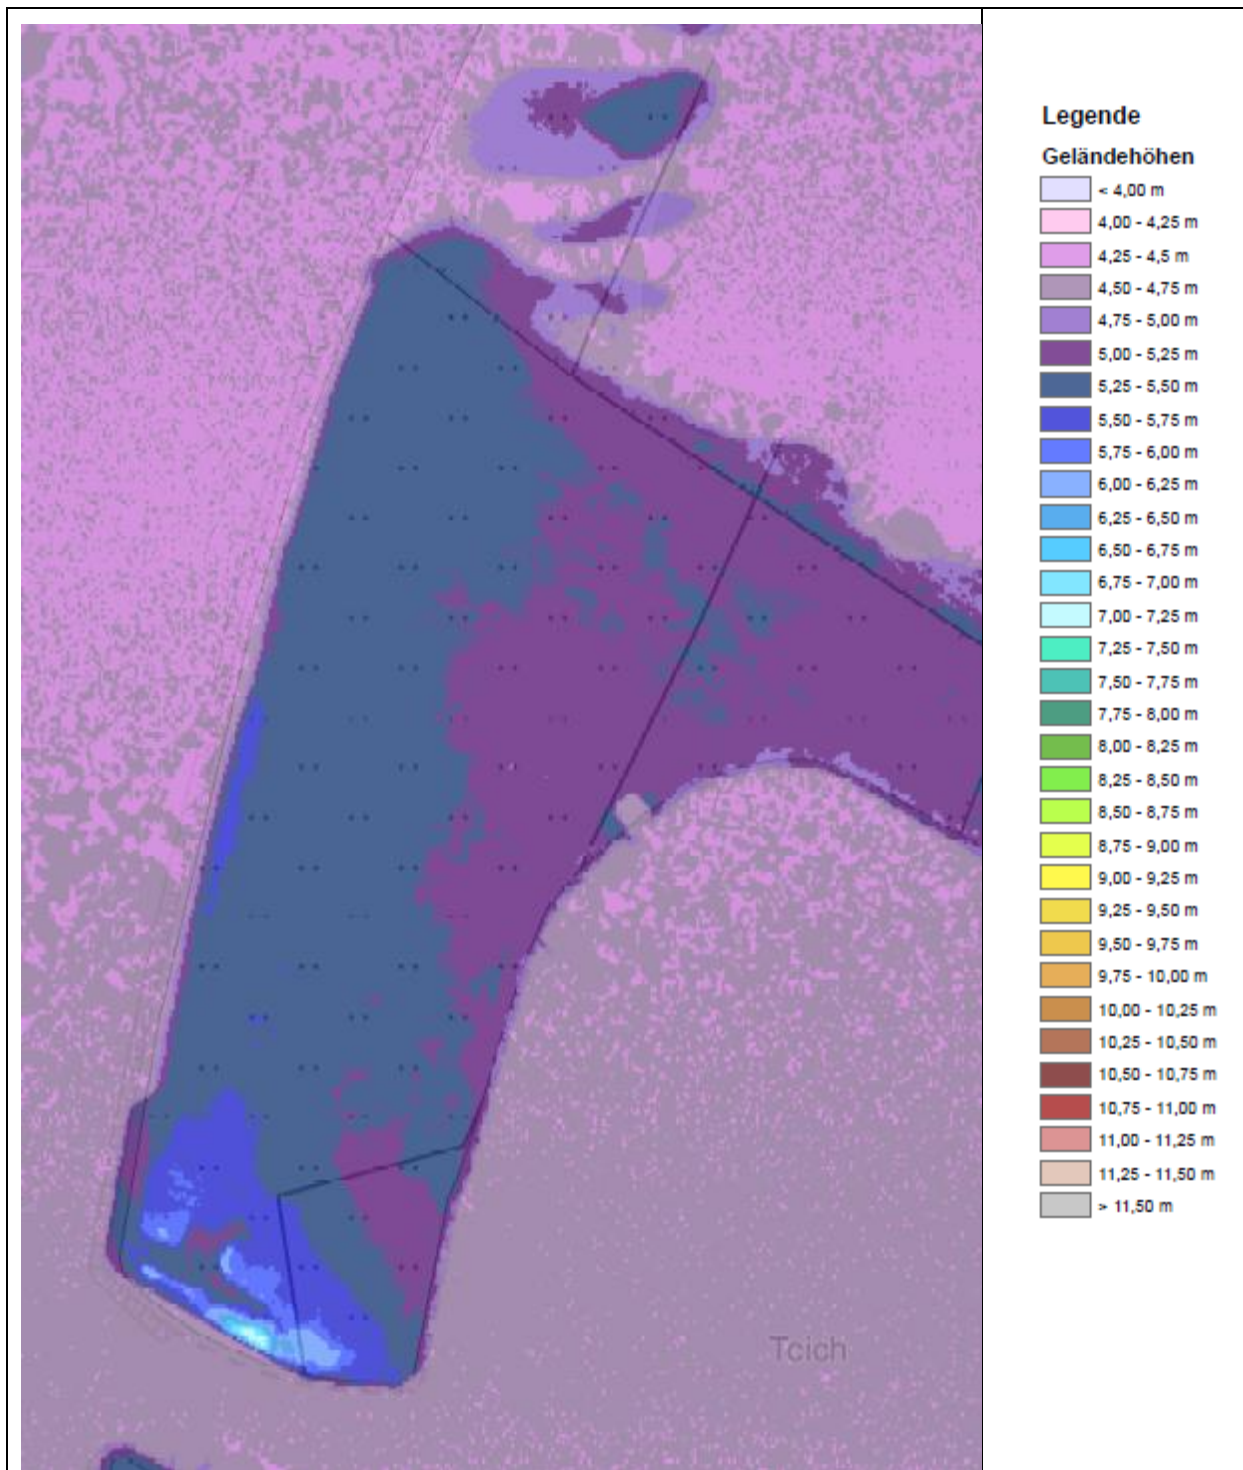 Legende
Geländehöhen
< 4,00 m
4,00 - 4,25 m
4,25 - 4,5 m
4,50 - 4,75 m
4,75 - 5,00 m
5,00 - 5,25 m
5,25 - 5,50 m
5,50 - 5,75 m
5,75 - 6,00 m
6,00 - 6,25 m
6,25 - 6,50 m
6,50 - 6,75 m
6,75 - 7,00 m
7,00 - 7,25 m
7,25 - 7,50 m
7,50 - 7,75 m
7,75 - 8,00 m
8,00 - 8,25 m
8,25 - 8,50 m
8,50 - 8,75 m
8,75 - 9,00 m
9,00 - 9,25 m
9,25 - 9,50 m
9,50 - 9,75 m
9,75 - 10,00 m
10,00 - 10,25 m
10,25 - 10,50 m
10,50 - 10,75 m
10,75 - 11,00 m
11,00 - 11,25 m
11,25 - 11,50 m
> 11,50 m
Tcich